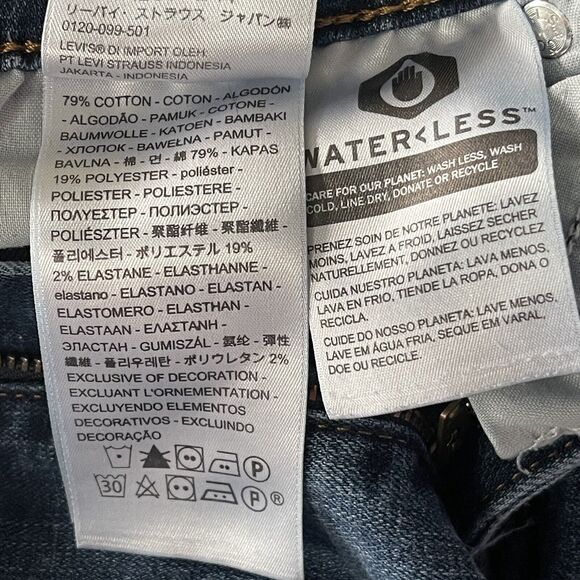 リーバイ・ストラウス ジャパン(株)
0120-099-501
LEVI'S® DI IMPORT OLEH:
PT LEVI STRAUSS INDONESIA
JAKARTA - INDONESIA
79% COTTON - COTON - ALGODÓN
- ALGODÃO - PAMUK - COTONE -
BAUMWOLLE - KATOEN - BAMBAKI
- ХЛОПОК - BAWEŁNA - PAMUT -
BAVLNA - 棉 - 면 - 綿 79% - KAPAS
19% POLYESTER - poliéster -
POLIESTER - POLIESTERE -
ΠΟΛΥΕΣΤΕΡ - ПОЛИЭСТЕР -
POLIÉSZTER - 聚酯纤维 - 聚酯纖維 -
폴리에스터 - ポリエステル 19%
2% ELASTANE - ELASTHANNE -
elastano - ELASTANO - ELASTAN -
ELASTOMERO - ELASTHAN -
ELASTAAN - ΕΛΑΣΤΑΝΗ -
ЭЛАСТАН - GUMISZÁL - 氨纶 - 彈性
纖維 - 폴리우레탄 - ポリウレタン 2%
EXCLUSIVE OF DECORATION -
EXCLUANT L'ORNEMENTATION -
EXCLUYENDO ELEMENTOS
DECORATIVOS - EXCLUINDO
DECORAÇÃO
P
30 P ®
WATER<LESS™
CARE FOR OUR PLANET: WASH LESS, WASH
COLD, LINE DRY, DONATE OR RECYCLE
PRENEZ SOIN DE NOTRE PLANETE: LAVEZ
MOINS, LAVEZ A FROID, LAISSEZ SECHER
NATURELLEMENT, DONNEZ OU RECYCLEZ
CUIDA NUESTRO PLANETA: LAVA MENOS,
LAVA EN FRIO, TIENDE LA ROPA, DONA O
RECICLA.
CUIDE DO NOSSO PLANETA: LAVE MENOS,
LAVE EM ÁGUA FRIA, SEQUE EM VARAL,
DOE OU RECICLE.